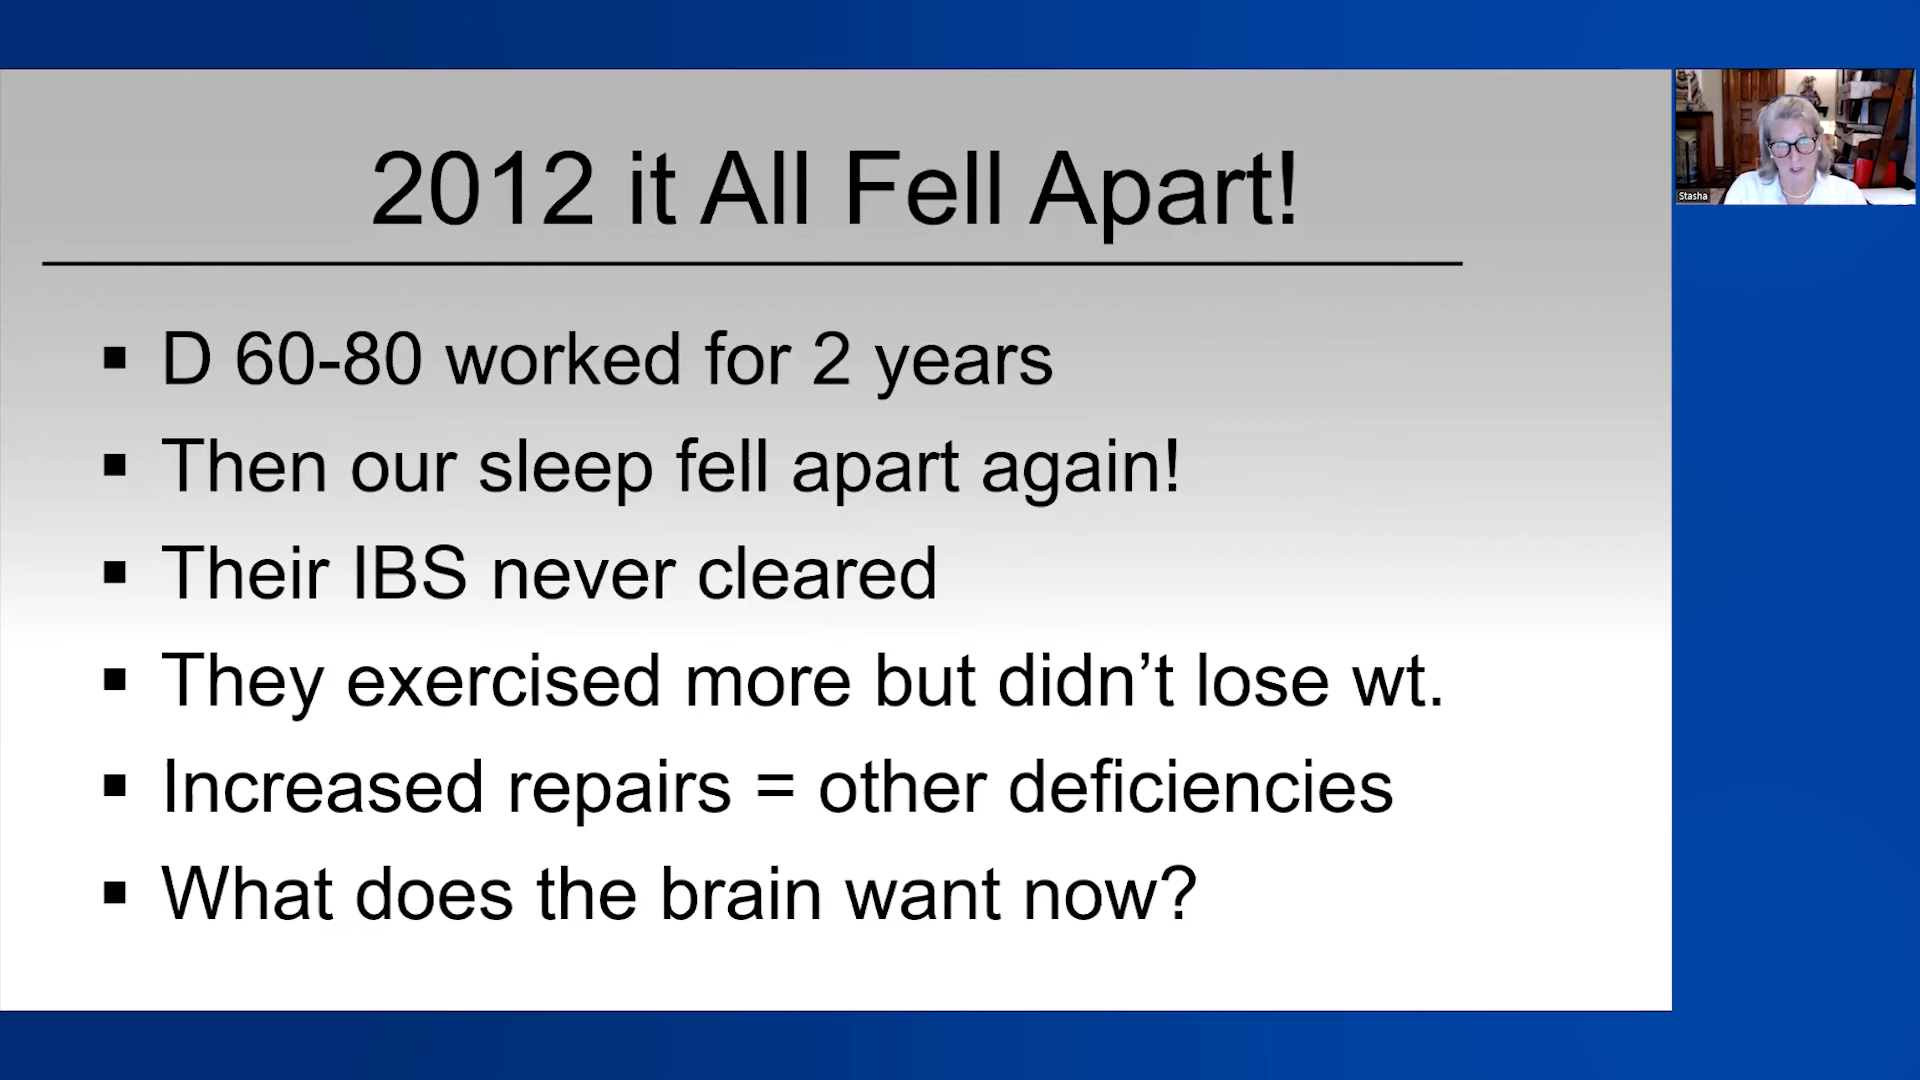 2012 it All Fell Apart!
▪ D 60-80 worked for 2 years
▪ Then our sleep fell apart again!
▪ Their IBS never cleared
▪ They exercised more but didn’t lose wt.
▪ Increased repairs = other deficiencies
▪ What does the brain want now?
Stasha